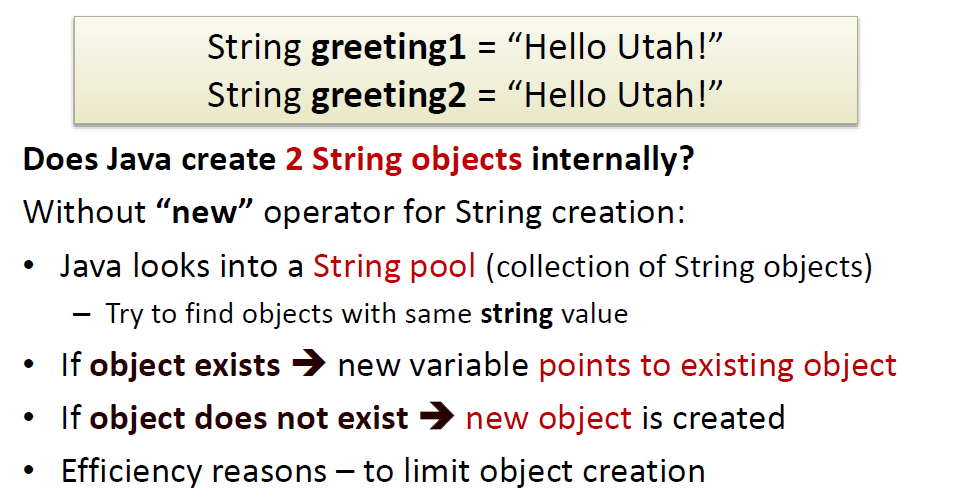 String greeting1 = “Hello Utah!”
String greeting2 = “Hello Utah!”
Does Java create 2 String objects internally?
Without “new” operator for String creation:
• Java looks into a String pool (collection of String objects)
– Try to find objects with same string value
• If object exists ➔ new variable points to existing object
• If object does not exist ➔ new object is created
• Efficiency reasons – to limit object creation